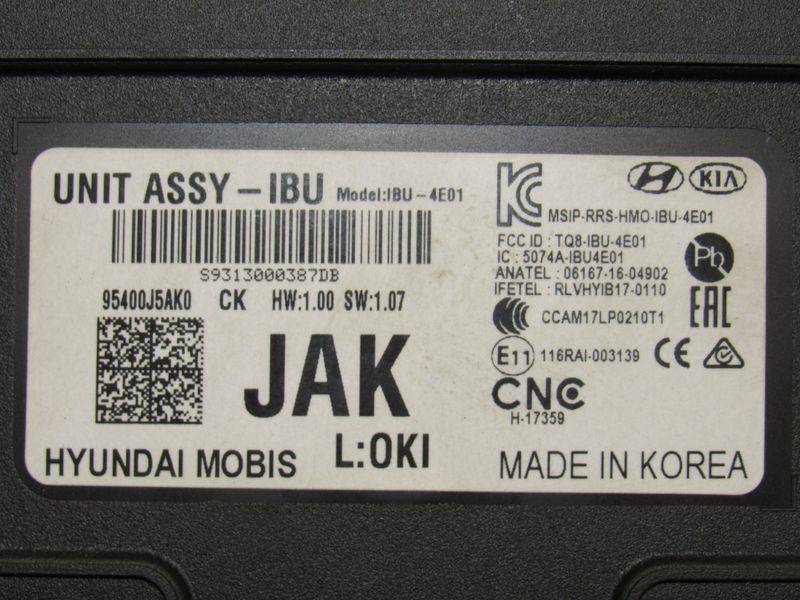 UNIT ASSY-IBU Model:IBU-4E01
S9313000387DB
95400J5AK0 CK HW:1.00 SW:1.07
JAK
L:OKI
HYUNDAI MOBIS
KC
KIA
MSIP-RRS-HMO-IBU-4E01
FCC ID : TQ8-IBU-4E01
IC : 5074A-IBU4E01
ANATEL : 06167-16-04902
IFETEL : RLVHYIB17-0110
Pb
EAC
CCAM17LP0210T1
E11 116RAI-003139 CE
CNC
H-17359
MADE IN KOREA